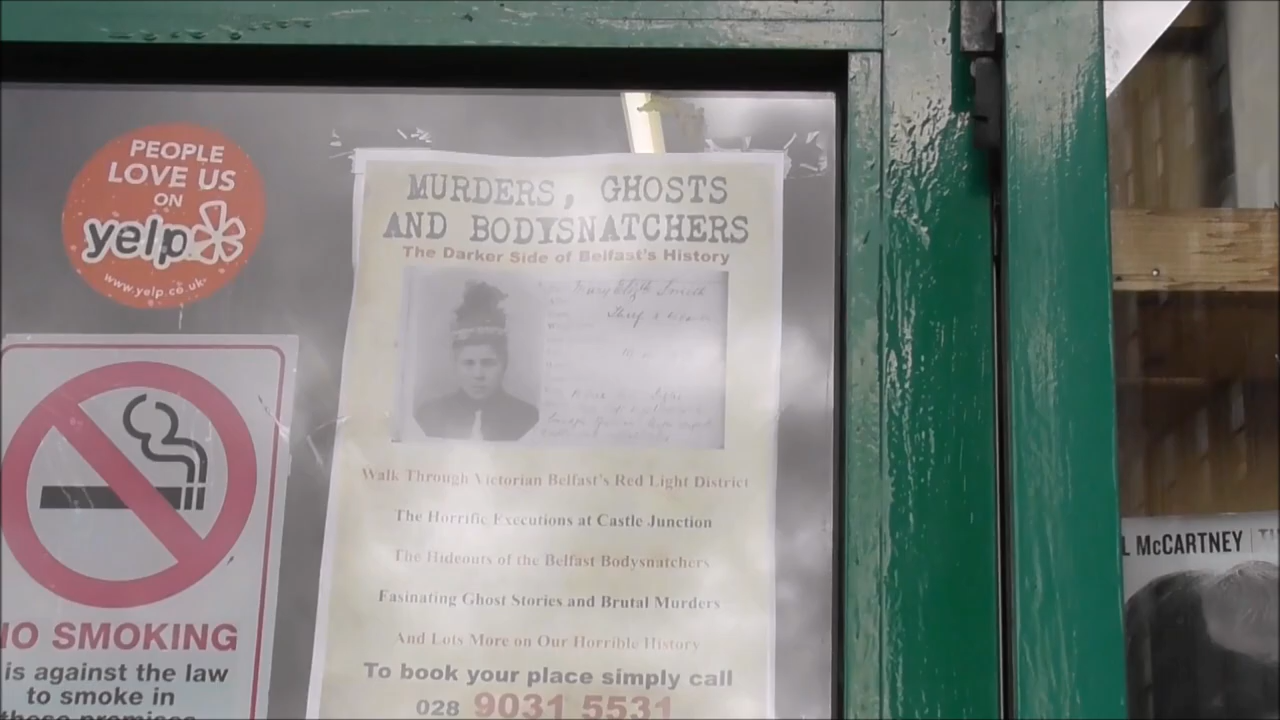 PEOPLE
LOVE US
ON
yelp
www.yelp.co.uk
NO SMOKING
is against the law
to smoke in
these premises
MURDERS, GHOSTS
AND BODYSNATCHERS
The Darker Side of Belfast's History
Mary Elizth Smith
Walk Through Victorian Belfast's Red Light District
The Horrific Executions at Castle Junction
The Hideouts of the Belfast Bodysnatchers
Fasinating Ghost Stories and Brutal Murders
And Lots More on Our Horrible History
To book your place simply call
028 9031 5531
L McCARTNEY